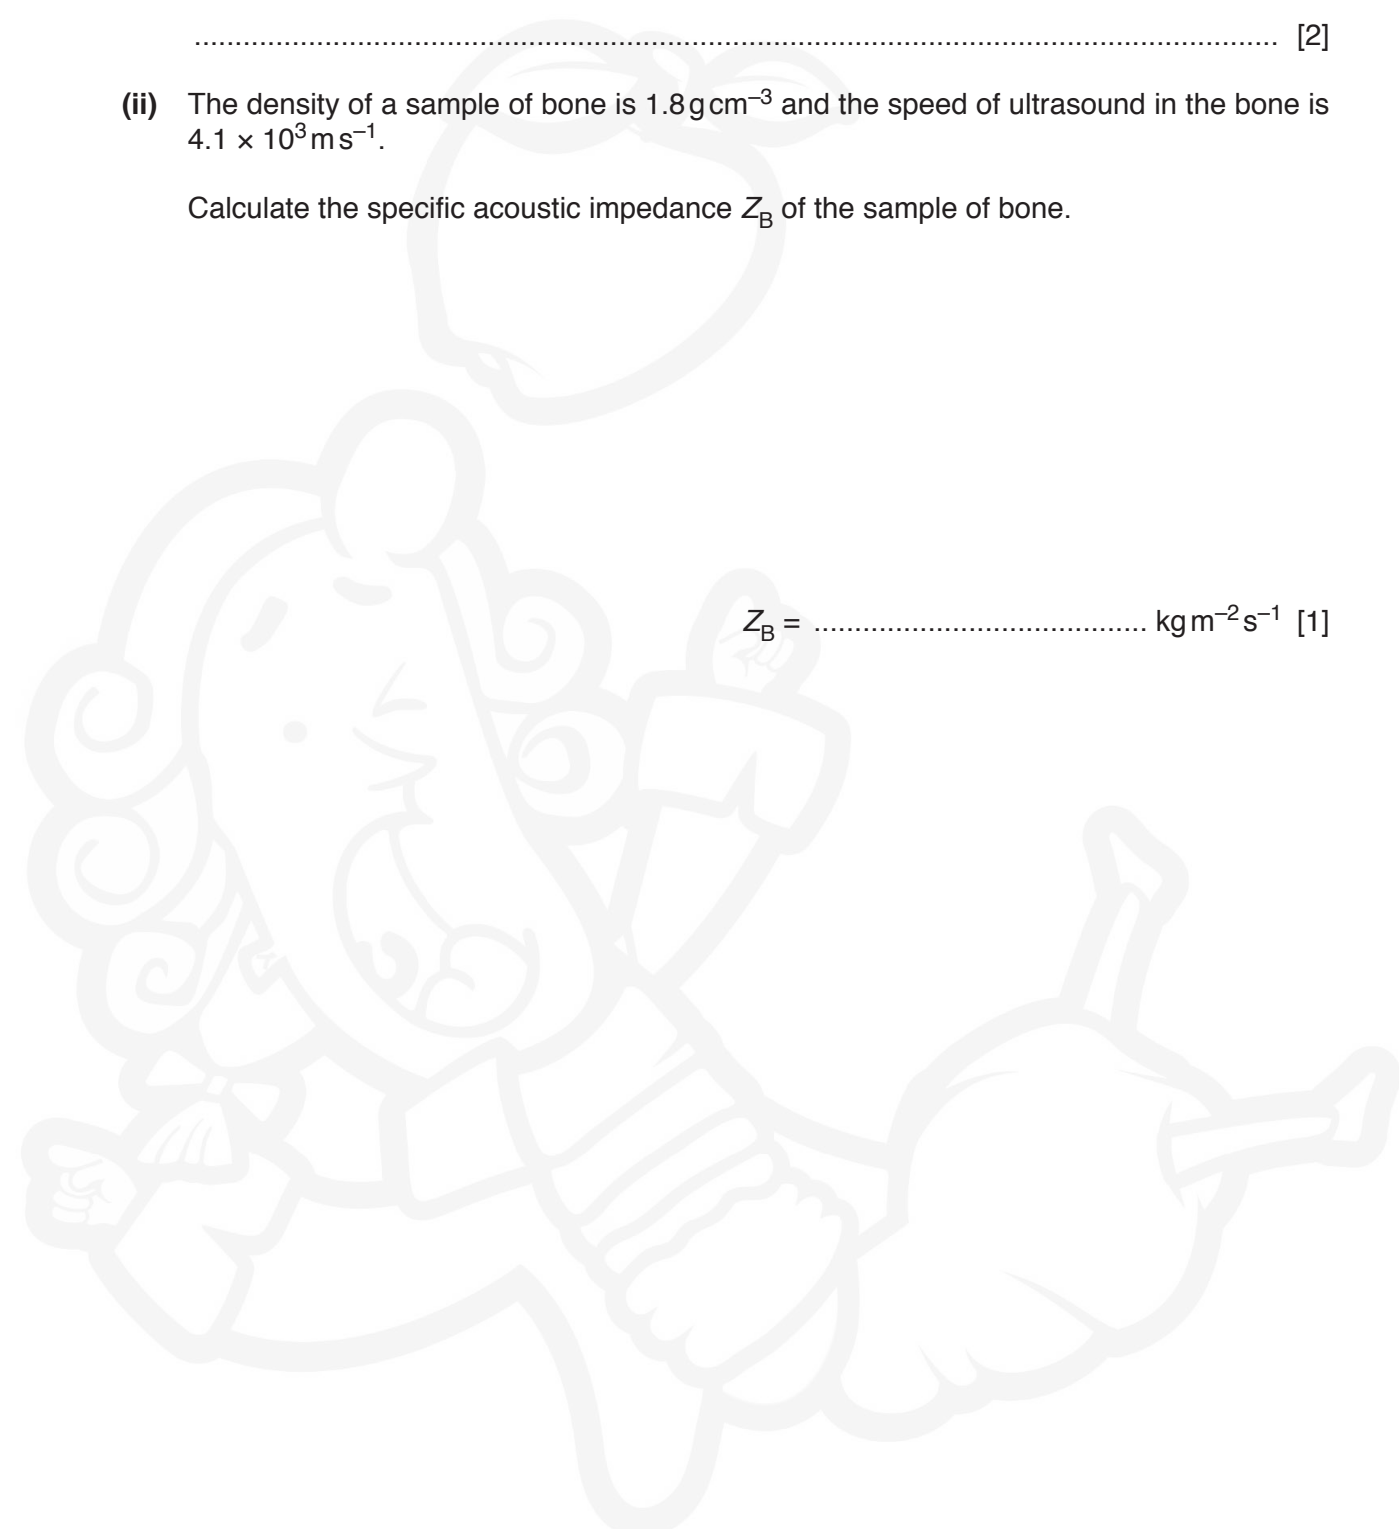 .................................................................................................................................... [2]
(ii) The density of a sample of bone is 1.8 g cm⁻³ and the speed of ultrasound in the bone is
4.1 × 10³ m s⁻¹.
Calculate the specific acoustic impedance Z_B of the sample of bone.
Z_B = ......................................... kg m⁻² s⁻¹ [1]